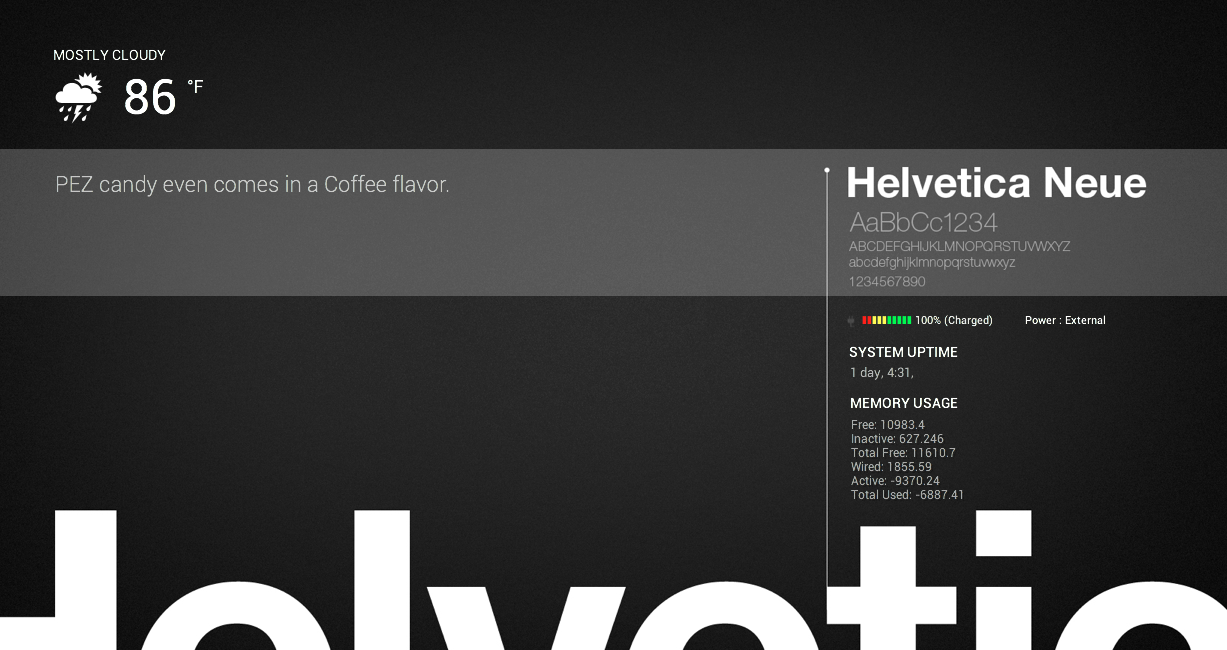 MOSTLY CLOUDY
86 °F
PEZ candy even comes in a Coffee flavor.
Helvetica Neue
AaBbCc1234
ABCDEFGHIJKLMNOPQRSTUVWXYZ
abcdefghijklmnopqrstuvwxyz
1234567890
100% (Charged) Power : External
SYSTEM UPTIME
1 day, 4:31,
MEMORY USAGE
Free: 10983.4
Inactive: 627.246
Total Free: 11610.7
Wired: 1855.59
Active: -9370.24
Total Used: -6887.41
Helvetic